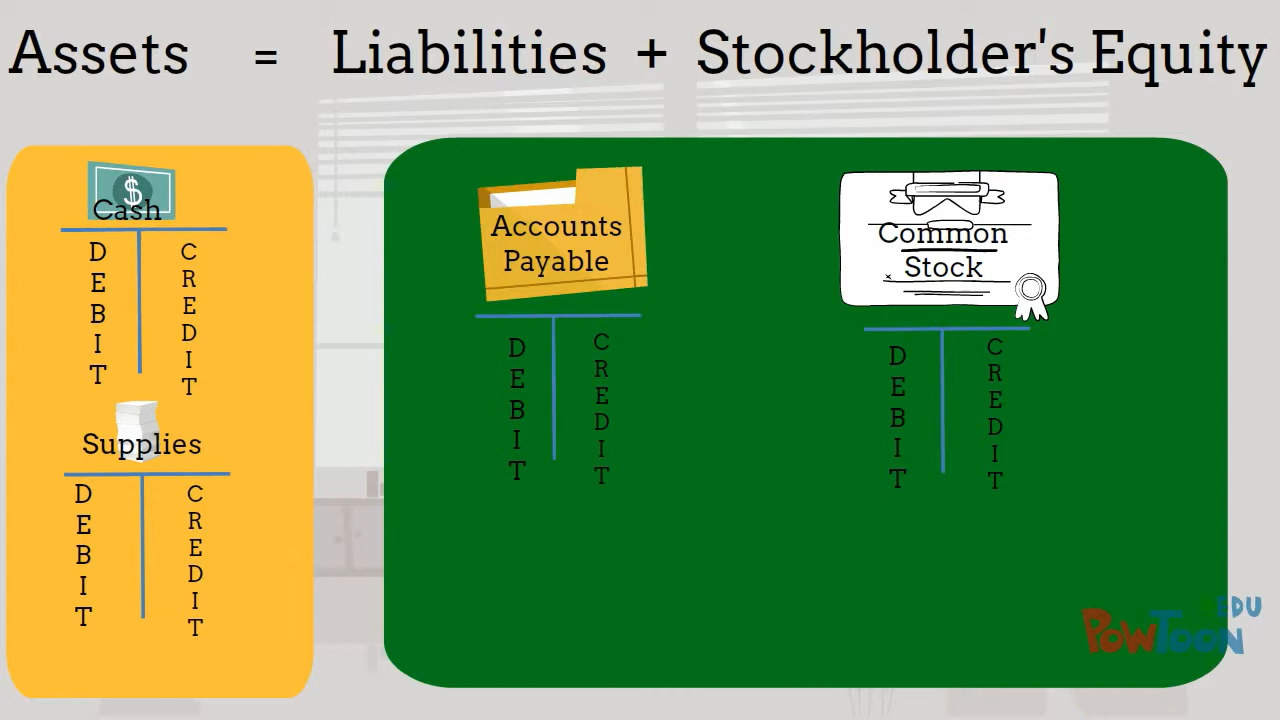 Assets = Liabilities + Stockholder's Equity
$
Cash
DEBIT
CREDIT
Supplies
DEBIT
CREDIT
Accounts
Payable
DEBIT
CREDIT
Common
Stock
DEBIT
CREDIT
EDU
POWTOON